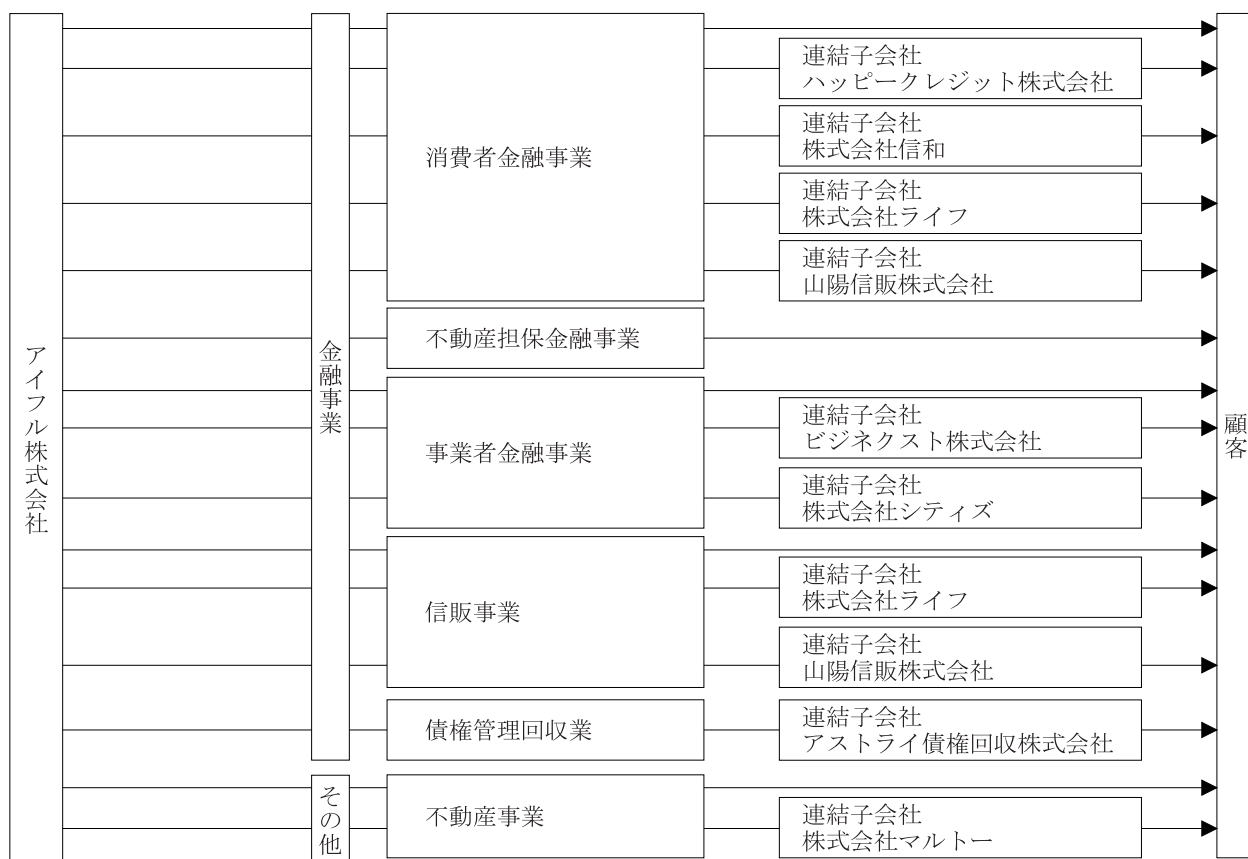 アイフル株式会社
金融事業
消費者金融事業
連結子会社
ハッピークレジット株式会社
連結子会社
株式会社信和
連結子会社
株式会社ライフ
連結子会社
山陽信販株式会社
不動産担保金融事業
事業者金融事業
連結子会社
ビジネクスト株式会社
連結子会社
株式会社シティズ
信販事業
連結子会社
株式会社ライフ
連結子会社
山陽信販株式会社
債権管理回収業
連結子会社
アストライ債権回収株式会社
その他
不動産事業
連結子会社
株式会社マルトー
顧客